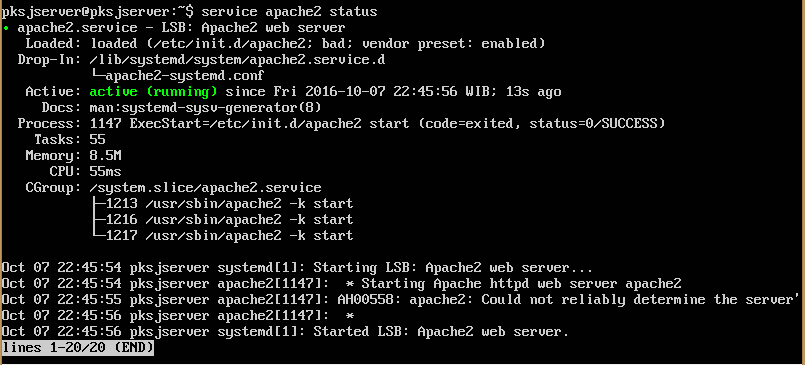 pksjserver@pksjserver:~$ service apache2 status
● apache2.service - LSB: Apache2 web server
   Loaded: loaded (/etc/init.d/apache2; bad; vendor preset: enabled)
  Drop-In: /lib/systemd/system/apache2.service.d
           └─apache2-systemd.conf
   Active: active (running) since Fri 2016-10-07 22:45:56 WIB; 13s ago
     Docs: man:systemd-sysv-generator(8)
  Process: 1147 ExecStart=/etc/init.d/apache2 start (code=exited, status=0/SUCCESS)
    Tasks: 55
   Memory: 8.5M
      CPU: 55ms
   CGroup: /system.slice/apache2.service
           ├─1213 /usr/sbin/apache2 -k start
           ├─1216 /usr/sbin/apache2 -k start
           └─1217 /usr/sbin/apache2 -k start

Oct 07 22:45:54 pksjserver systemd[1]: Starting LSB: Apache2 web server...
Oct 07 22:45:54 pksjserver apache2[1147]:  * Starting Apache httpd web server apache2
Oct 07 22:45:55 pksjserver apache2[1147]: AH00558: apache2: Could not reliably determine the server'
Oct 07 22:45:56 pksjserver apache2[1147]:  *
Oct 07 22:45:56 pksjserver systemd[1]: Started LSB: Apache2 web server.
lines 1-20/20 (END)